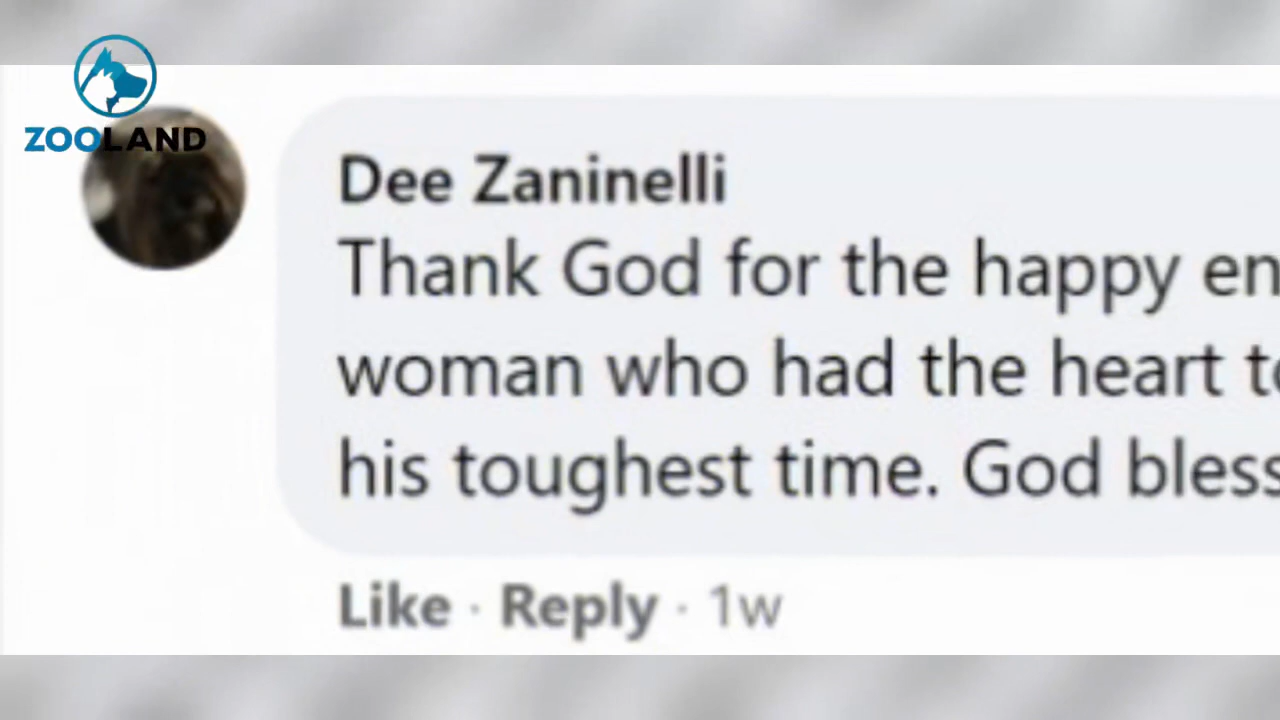 ZOOLAND
Dee Zaninelli
Thank God for the happy en
woman who had the heart to
his toughest time. God bless
Like · Reply · 1w